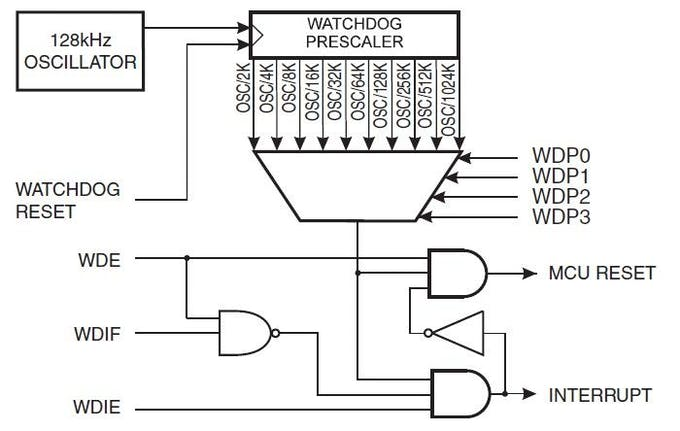 128kHz
OSCILLATOR
WATCHDOG
PRESCALER
OSC/2K
OSC/4K
OSC/8K
OSC/16K
OSC/32K
OSC/64K
OSC/128K
OSC/256K
OSC/512K
OSC/1024K
WDP0
WDP1
WDP2
WDP3
WATCHDOG
RESET
WDE
MCU RESET
WDIF
WDIE
INTERRUPT